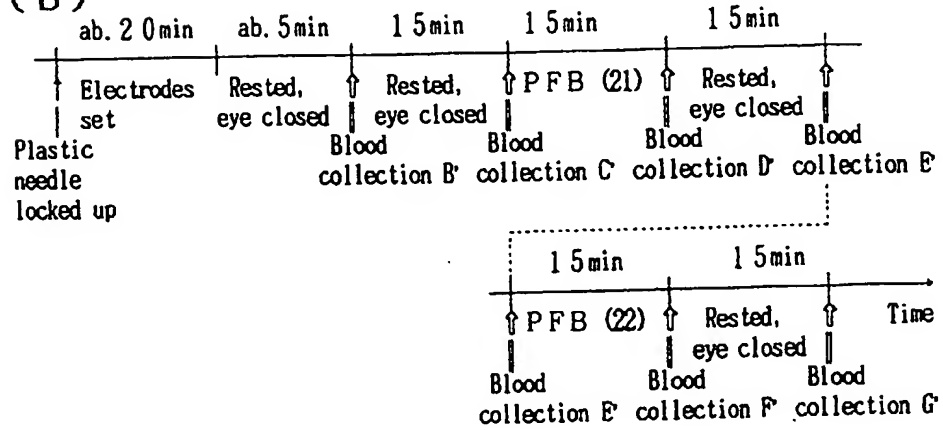 (B)
ab. 20min ab. 5min 15min 15min 15min
Electrodes Rested, Rested, PFB (21) Rested,
set eye closed eye closed eye closed
Plastic Blood Blood Blood Blood
needle collection B' collection C' collection D' collection E'
locked up
15min 15min
PFB (22) Rested, Time
eye closed
Blood Blood Blood
collection E' collection F' collection G'